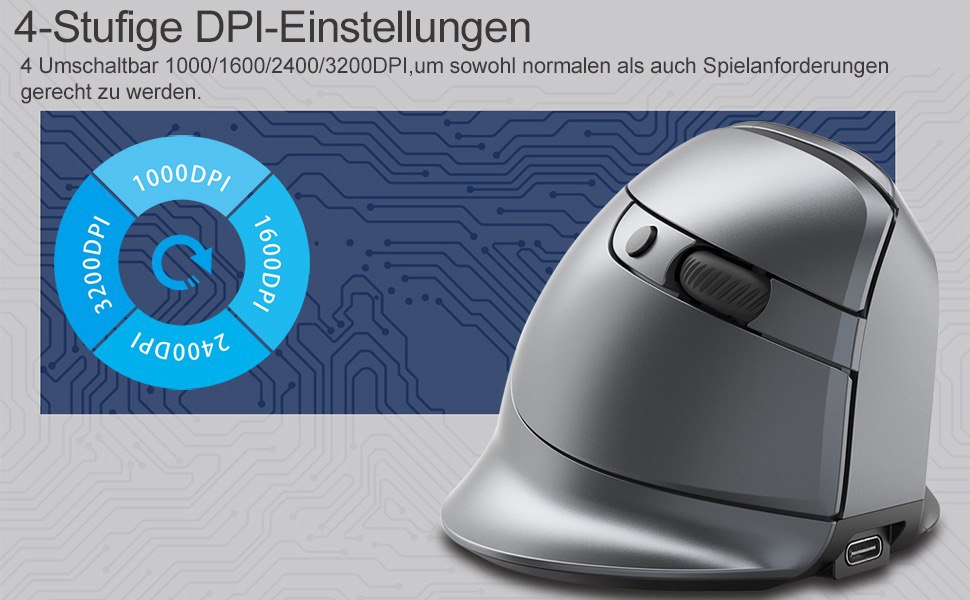 4-Stufige DPI-Einstellungen
4 Umschaltbar 1000/1600/2400/3200DPI,um sowohl normalen als auch Spielanforderungen
gerecht zu werden.
1000DPI
1600DPI
2400DPI
3200DPI